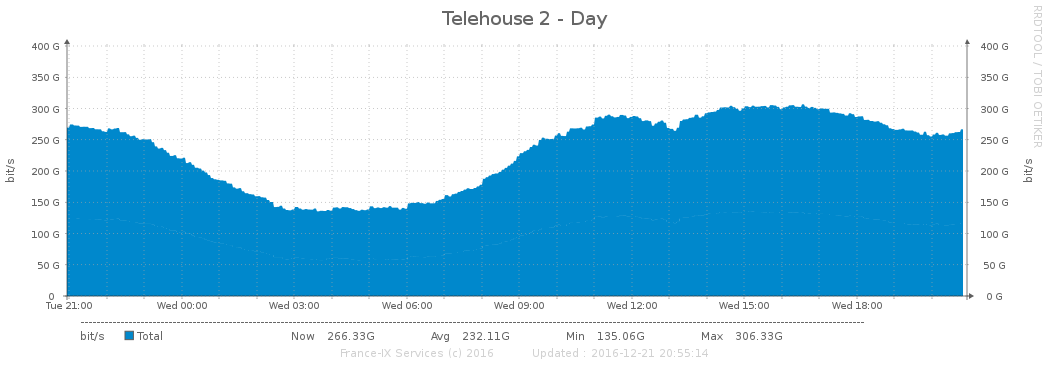 Telehouse 2 - Day
RRDTOOL / TOBI OETIKER
bit/s
400 G 400 G
350 G 350 G
300 G 300 G
250 G 250 G
200 G 200 G
150 G 150 G
100 G 100 G
50 G 50 G
0 0 G
bit/s
Tue 21:00 Wed 00:00 Wed 03:00 Wed 06:00 Wed 09:00 Wed 12:00 Wed 15:00 Wed 18:00
bit/s Total Now 266.33G Avg 232.11G Min 135.06G Max 306.33G
France-IX Services (c) 2016 Updated : 2016-12-21 20:55:14